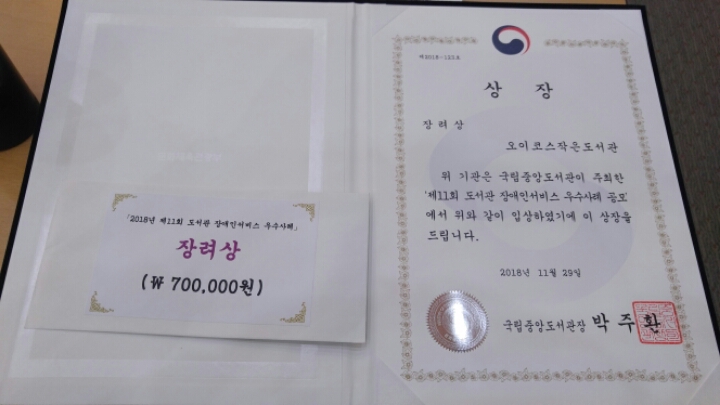 「2018년 제11회 도서관 장애인서비스 우수사례」
장려상
(₩ 700,000원)
상 장
장려상
오이코스작은도서관
위 기관은 국립중앙도서관이 주최한
「제11회 도서관 장애인서비스 우수사례 공모」
에서 위와 같이 입상하였기에 이 상장을
드립니다.
2018년 11월 29일
국립중앙도서관장 박 주 환